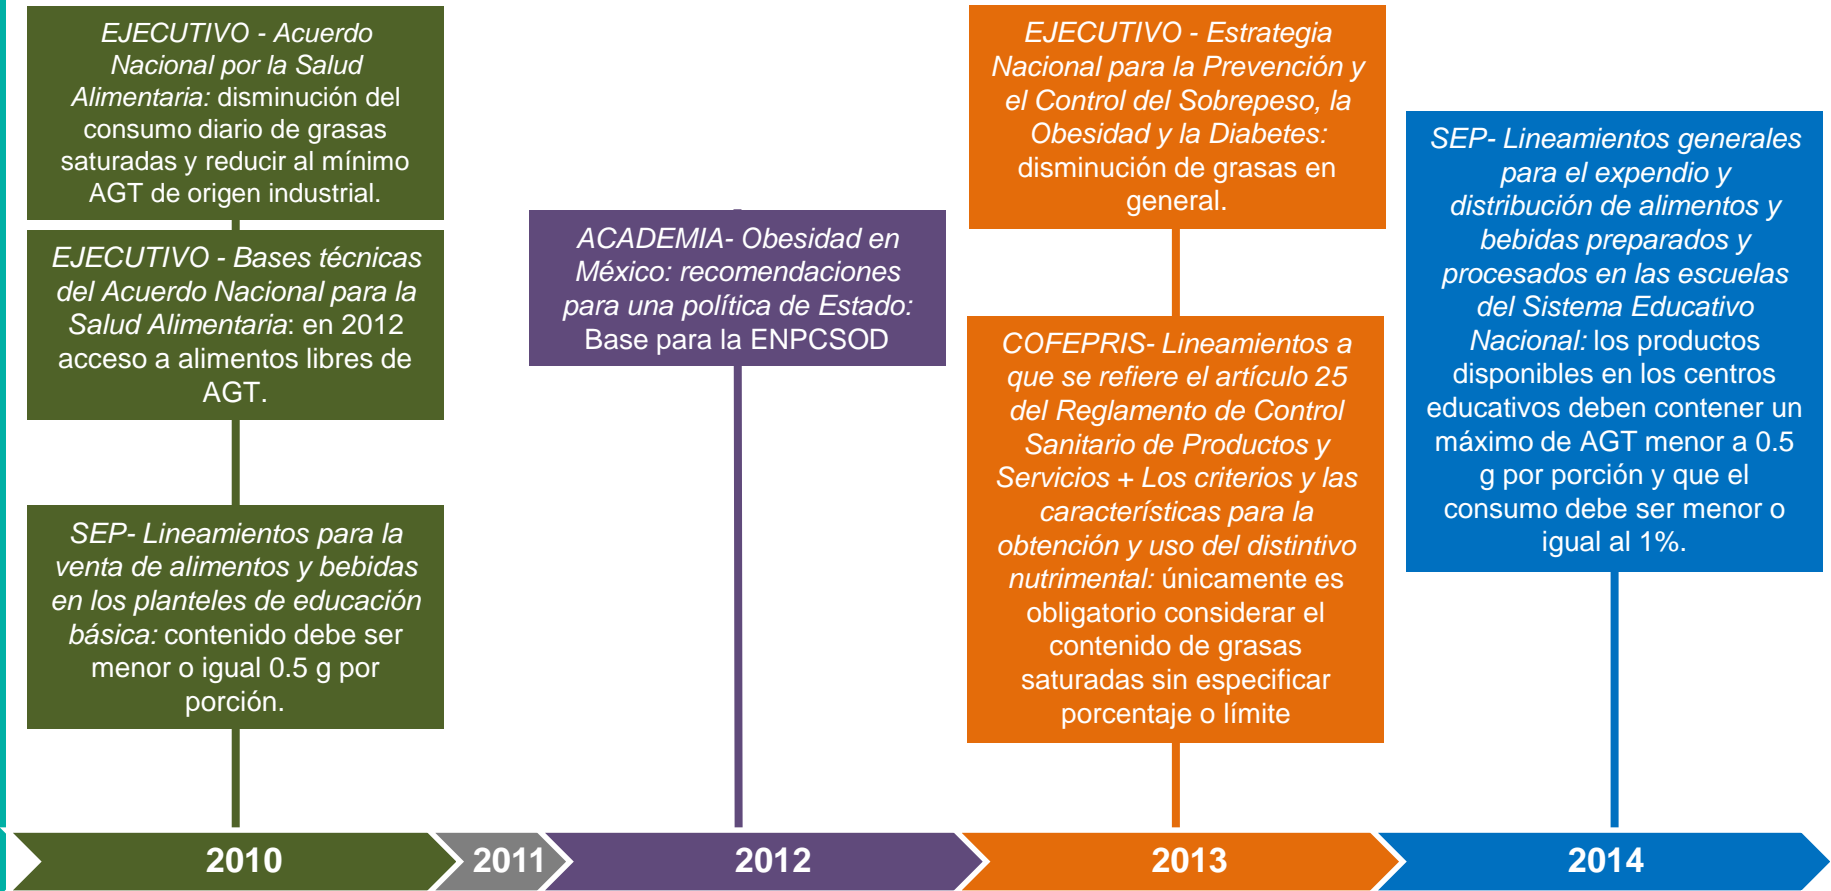 EJECUTIVO - Acuerdo
Nacional por la Salud
Alimentaria: disminución del
consumo diario de grasas
saturadas y reducir al mínimo
AGT de origen industrial.
EJECUTIVO - Bases técnicas
del Acuerdo Nacional para la
Salud Alimentaria: en 2012
acceso a alimentos libres de
AGT.
SEP- Lineamientos para la
venta de alimentos y bebidas
en los planteles de educación
básica: contenido debe ser
menor o igual 0.5 g por
porción.
ACADEMIA- Obesidad en
México: recomendaciones
para una política de Estado:
Base para la ENPCSOD
EJECUTIVO - Estrategia
Nacional para la Prevención y
el Control del Sobrepeso, la
Obesidad y la Diabetes:
disminución de grasas en
general.
COFEPRIS- Lineamientos a
que se refiere el artículo 25
del Reglamento de Control
Sanitario de Productos y
Servicios + Los criterios y las
características para la
obtención y uso del distintivo
nutrimental: únicamente es
obligatorio considerar el
contenido de grasas
saturadas sin especificar
porcentaje o límite
SEP- Lineamientos generales
para el expendio y
distribución de alimentos y
bebidas preparados y
procesados en las escuelas
del Sistema Educativo
Nacional: los productos
disponibles en los centros
educativos deben contener un
máximo de AGT menor a 0.5
g por porción y que el
consumo debe ser menor o
igual al 1%.
2010
2011
2012
2013
2014